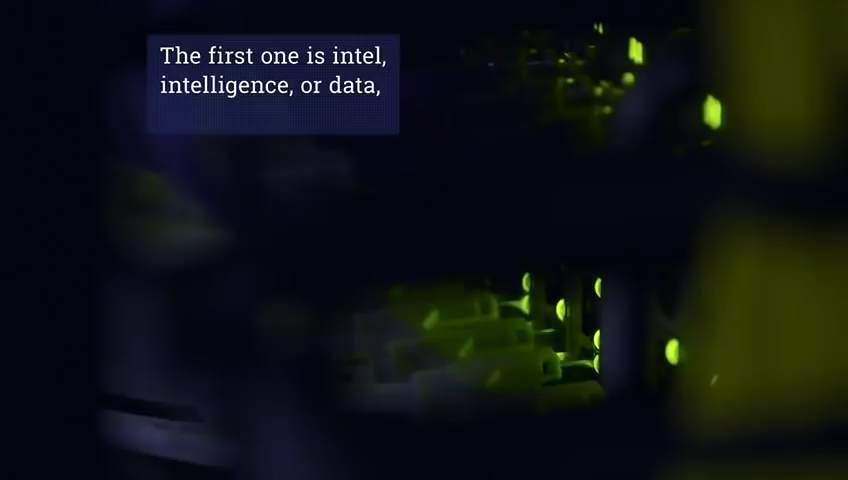 The first one is intel,
intelligence, or data,